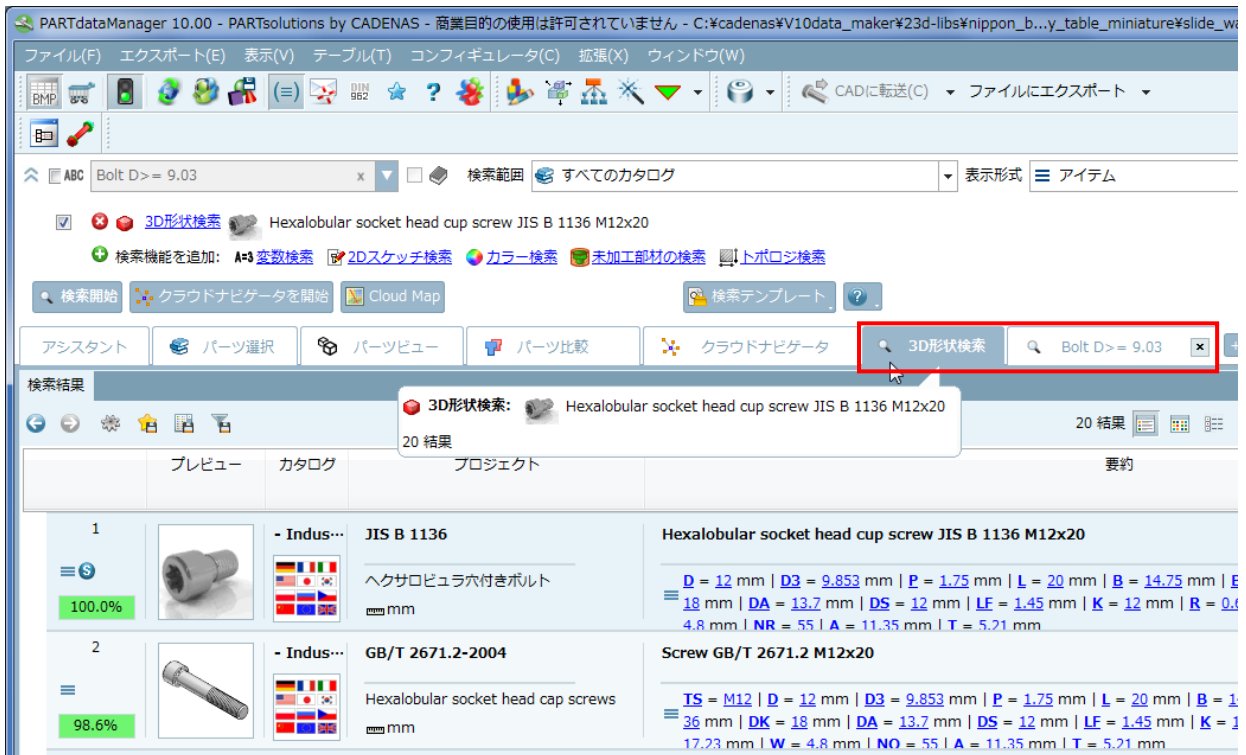 PARTdataManager 10.00 - PARTsolutions by CADENAS - 商業目的の使用は許可されていません - C:¥cadenas¥V10data_maker¥23d-libs¥nippon_b...y_table_miniature¥slide_wa
ファイル(F) エクスポート(E) 表示(V) テーブル(T) コンフィギュレータ(C) 拡張(X) ウィンドウ(W)
BMP DIN 962 ? CADに転送(C) ファイルにエクスポート
ABC Bolt D>= 9.03 x 検索範囲 すべてのカタログ 表示形式 アイテム
3D形状検索 Hexalobular socket head cup screw JIS B 1136 M12x20
検索機能を追加: A=3 変数検索 2Dスケッチ検索 カラー検索 未加工部材の検索 トポロジ検索
検索開始 クラウドナビゲータを開始 Cloud Map 検索テンプレート ?
アシスタント パーツ選択 パーツビュー パーツ比較 クラウドナビゲータ 3D形状検索 Bolt D>= 9.03 x +
検索結果
3D形状検索: Hexalobular socket head cup screw JIS B 1136 M12x20
20 結果
20 結果
プレビュー カタログ プロジェクト 要約
1 - Indus… JIS B 1136 Hexalobular socket head cup screw JIS B 1136 M12x20
S ヘクサロビュラ穴付きボルト D = 12 mm | D3 = 9.853 mm | P = 1.75 mm | L = 20 mm | B = 14.75 mm | E
100.0% mm 18 mm | DA = 13.7 mm | DS = 12 mm | LF = 1.45 mm | K = 12 mm | R = 0.6
4.8 mm | NR = 55 | A = 11.35 mm | T = 5.21 mm
2 - Indus… GB/T 2671.2-2004 Screw GB/T 2671.2 M12x20
Hexalobular socket head cap screws TS = M12 | D = 12 mm | D3 = 9.853 mm | P = 1.75 mm | L = 20 mm | B = 1
98.6% mm 36 mm | DK = 18 mm | DA = 13.7 mm | DS = 12 mm | LF = 1.45 mm | K = 1
17.23 mm | W = 4.8 mm | NO = 55 | A = 11.35 mm | T = 5.21 mm